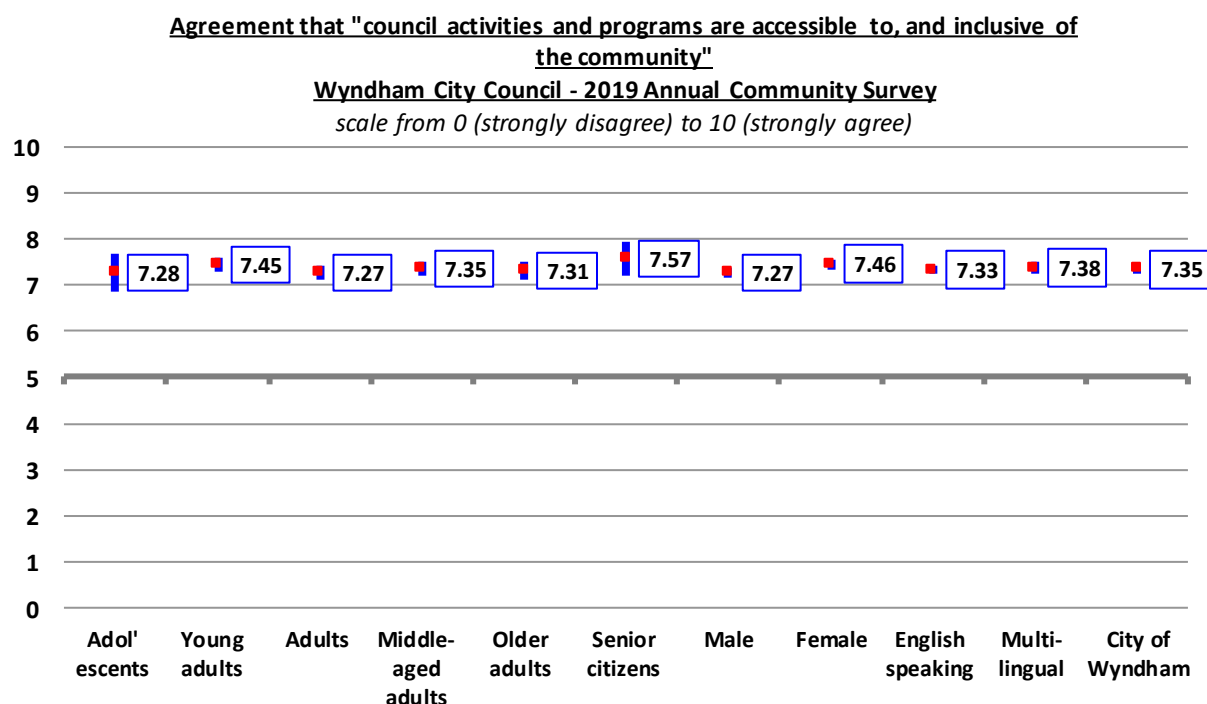 Agreement that "council activities and programs are accessible to, and inclusive of
the community"
Wyndham City Council - 2019 Annual Community Survey
scale from 0 (strongly disagree) to 10 (strongly agree)
10
9
8
7
6
5
4
3
2
1
0
7.28
7.45
7.27
7.35
7.31
7.57
7.27
7.46
7.33
7.38
7.35
Adol'
escents
Young
adults
Adults
Middle-
aged
adults
Older
adults
Senior
citizens
Male
Female
English
speaking
Multi-
lingual
City of
Wyndham